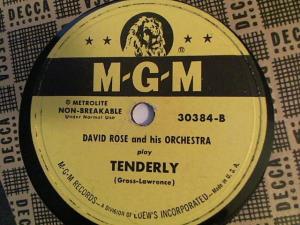 DECCA
M-G-M
® METROLITE
NON-BREAKABLE
Under Normal Use
30384-B
DAVID ROSE and his ORCHESTRA
play
TENDERLY
(Gross-Lawrence)
M-G-M RECORDS—A DIVISION OF LOEW'S INCORPORATED—MADE IN U.S.A.